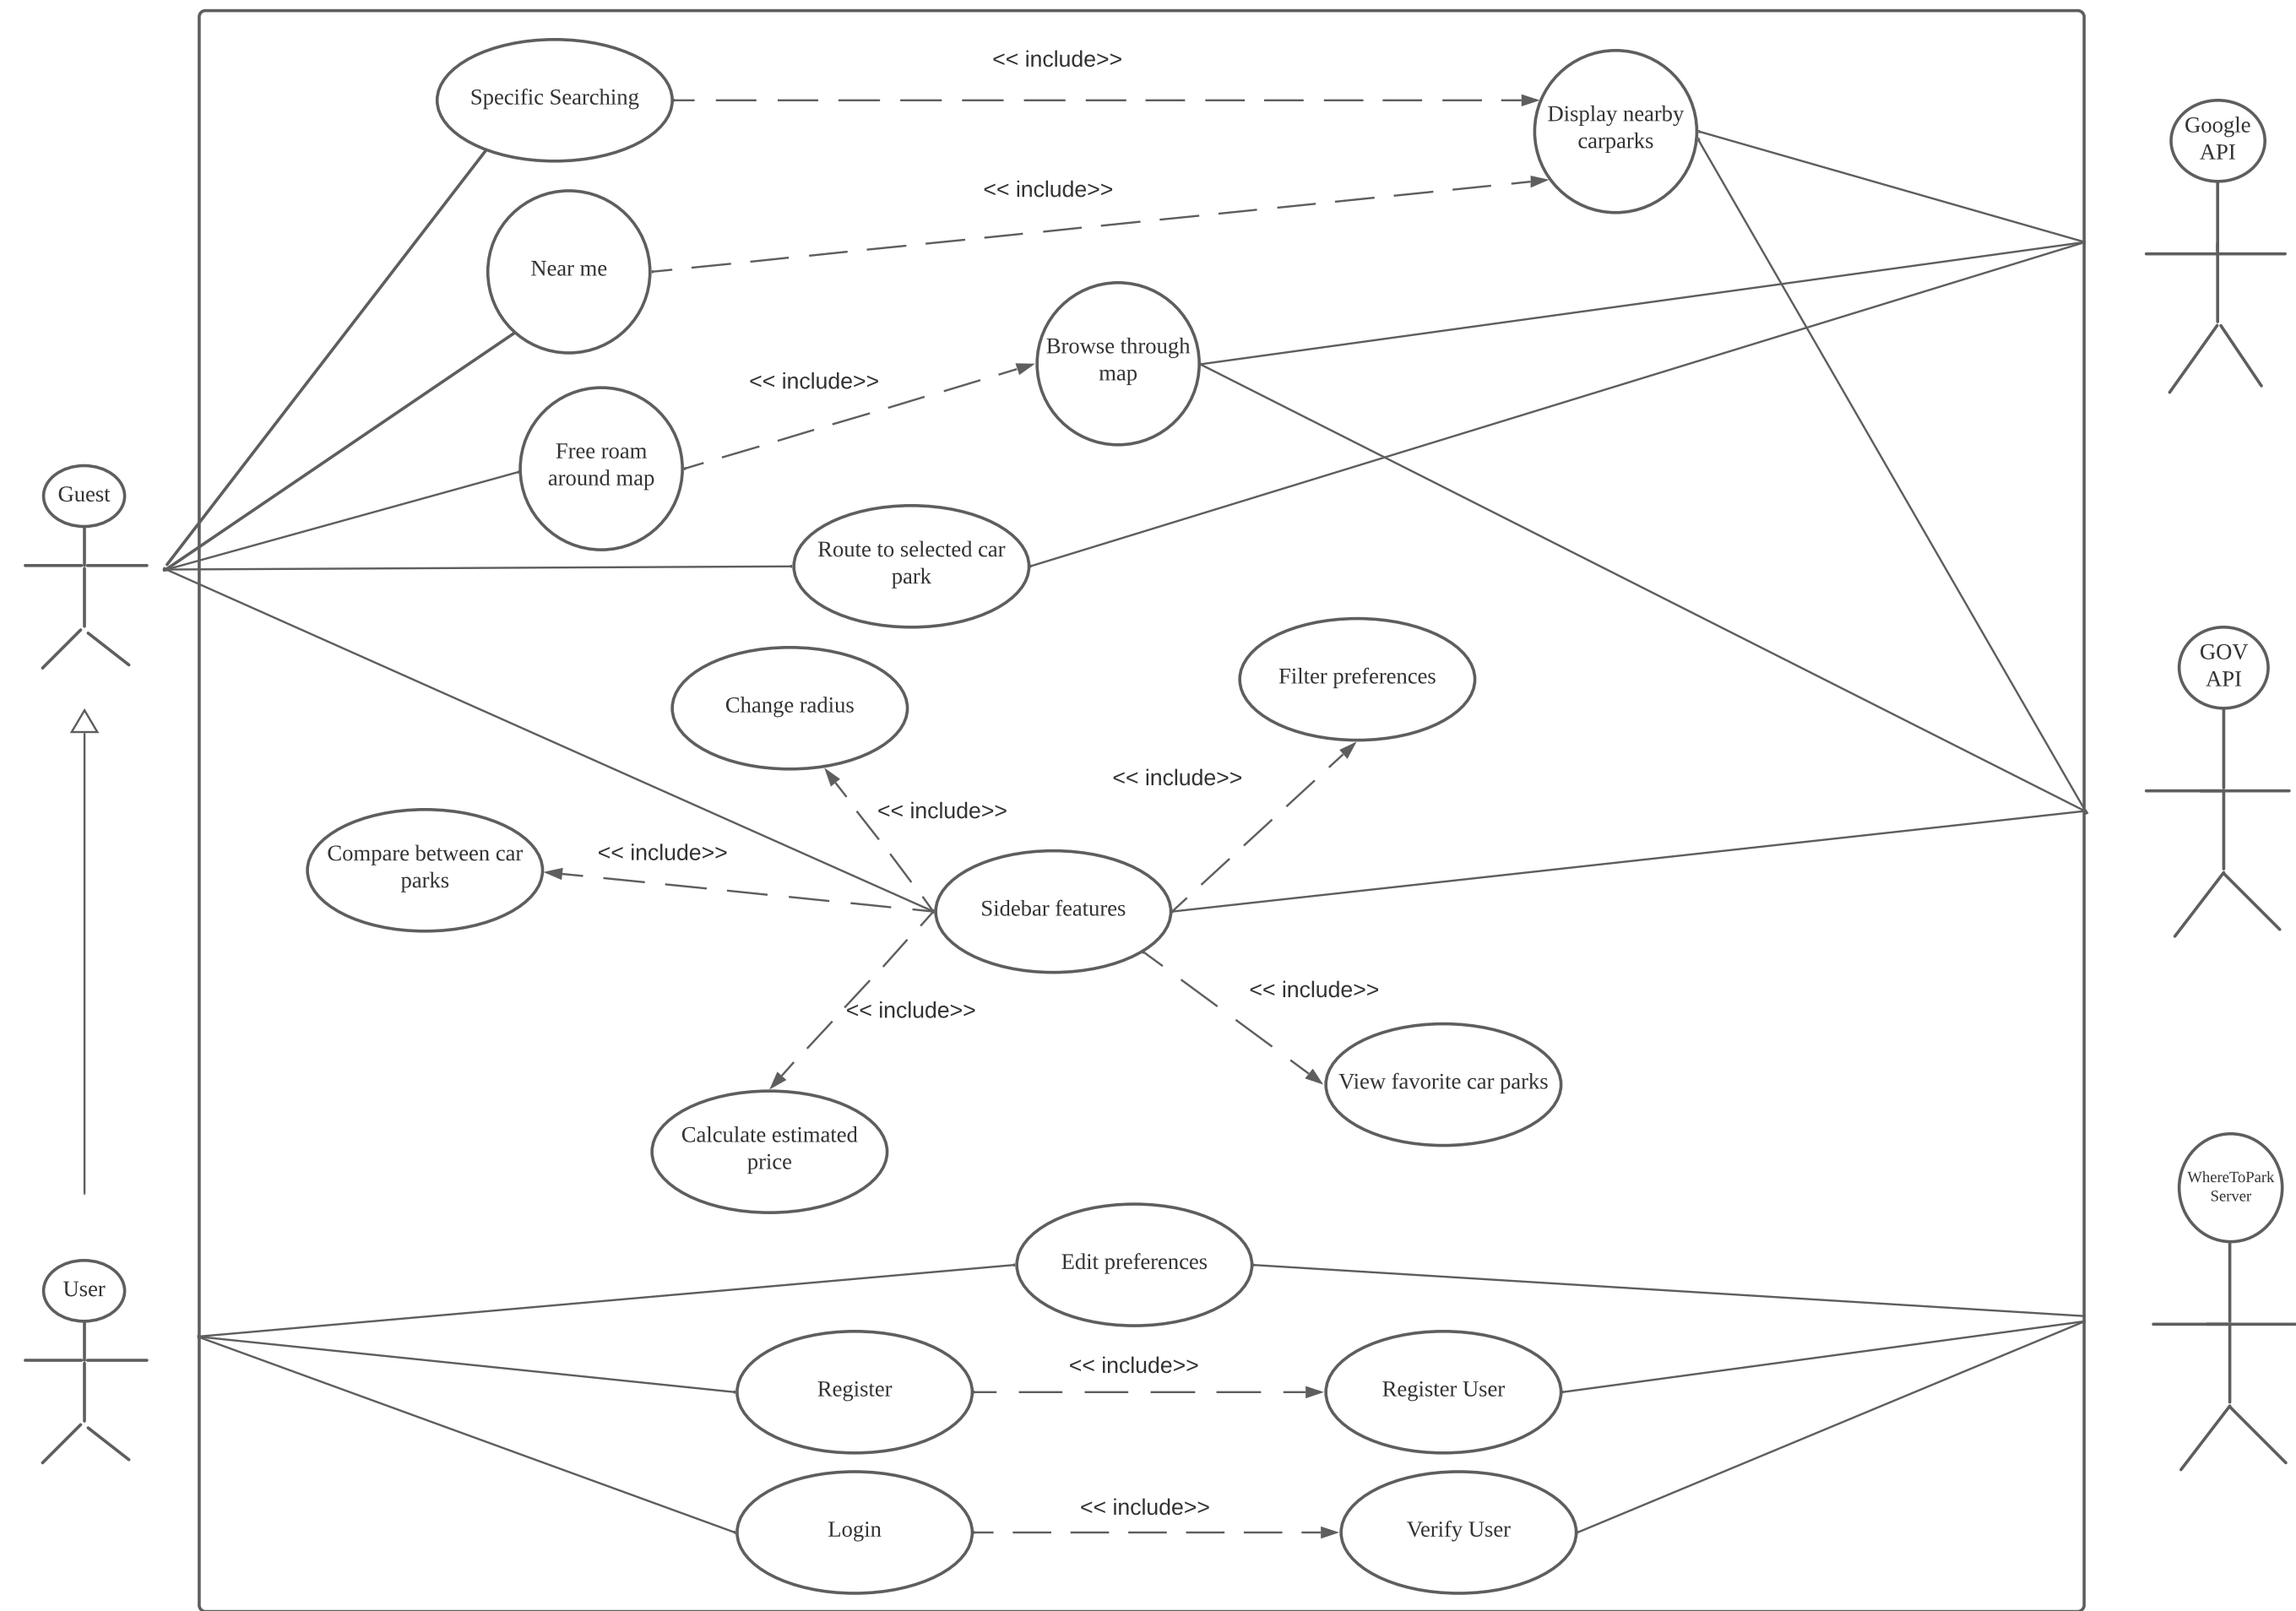 << include>>
Specific Searching
Display nearby
carparks
Google
API
<< include>>
Near me
Browse through
map
<< include>>
Free roam
around map
Guest
Route to selected car
park
Filter preferences
GOV
API
Change radius
<< include>>
<< include>>
Compare between car
parks
<< include>>
Sidebar features
<< include>>
<< include>>
View favorite car parks
Calculate estimated
price
WhereToPark
Server
Edit preferences
User
Register
<< include>>
Register User
Login
<< include>>
Verify User